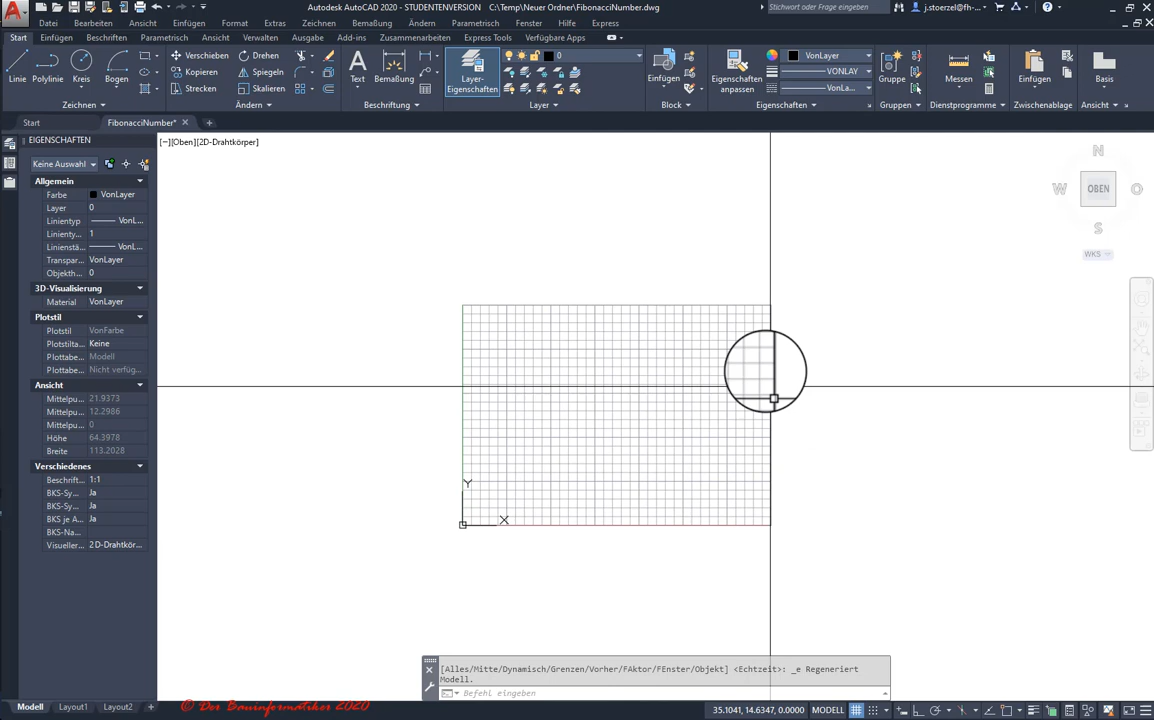 Autodesk AutoCAD 2020 - STUDENTENVERSION C:\Temp\Neuer Ordner\FibonacciNumber.dwg
Stichwort oder Frage eingeben
j.stoerzel@fh-...
Datei Bearbeiten Ansicht Einfügen Format Extras Zeichnen Bemaßung Ändern Parametrisch Fenster Hilfe Express
Start Einfügen Beschriften Parametrisch Ansicht Verwalten Ausgabe Add-ins Zusammenarbeiten Express Tools Verfügbare Apps
Linie Polylinie Kreis Bogen
Verschieben Drehen
Kopieren Spiegeln
Strecken Skalieren
Text Bemaßung
Layer-Eigenschaften
0
Einfügen
Eigenschaften anpassen
VonLayer
VONLAY
VonLa...
Gruppe
Messen
Einfügen
Basis
Zeichnen Ändern Beschriftung Layer Block Eigenschaften Gruppen Dienstprogramme Zwischenablage Ansicht
Start FibonacciNumber*
EIGENSCHAFTEN
Keine Auswahl
Allgemein
Farbe VonLayer
Layer 0
Linientyp VonL...
Linienty... 1
Linienstä... VonL...
Transpar... VonLayer
Objekth... 0
3D-Visualisierung
Material VonLayer
Plotstil
Plotstil VonFarbe
Plotstilta... Keine
Plottabe... Modell
Plottabe... Nicht verfüg...
Ansicht
Mittelpu... 21.9373
Mittelpu... 12.2986
Mittelpu... 0
Höhe 64.3978
Breite 113.2028
Verschiedenes
Beschrift... 1:1
BKS-Sy... Ja
BKS-Sy... Ja
BKS je A... Ja
BKS-Na...
Visueller... 2D-Drahtkör...
[−][Oben][2D-Drahtkörper]
N
W OBEN O
S
WKS
Y
X
[Alles/Mitte/Dynamisch/Grenzen/Vorher/FAktor/FEnster/Objekt] <Echtzeit>: _e Regeneriert
Modell.
Befehl eingeben
Modell Layout1 Layout2 +
© Der Bauinformatiker 2020
35.1041, 14.6347, 0.0000 MODELL